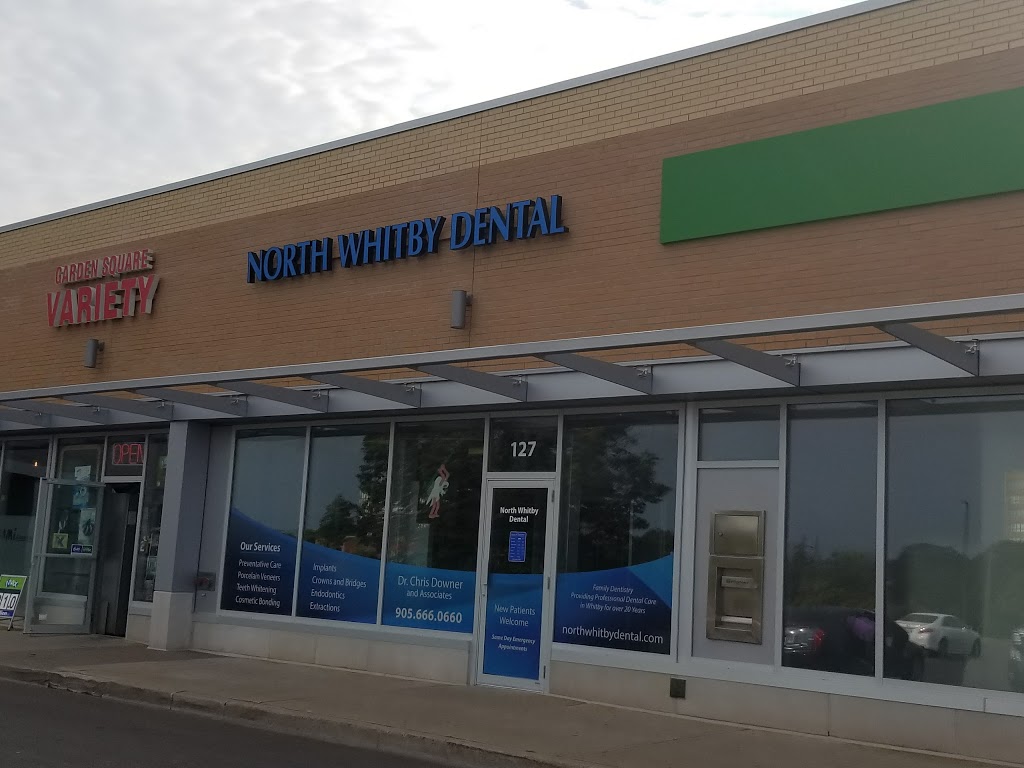 GARDEN SQUARE
VARIETY
NORTH WHITBY DENTAL
OPEN
127
North Whitby
Dental
Our Services
Preventative Care
Porcelain Veneers
Teeth Whitening
Cosmetic Bonding
Implants
Crowns and Bridges
Endodontics
Extractions
Dr. Chris Downer
and Associates
905.666.0660
New Patients
Welcome
Same Day Emergency
Appointments
Family Dentistry
Providing Professional Dental Care
in Whitby for over 20 Years
northwhitbydental.com